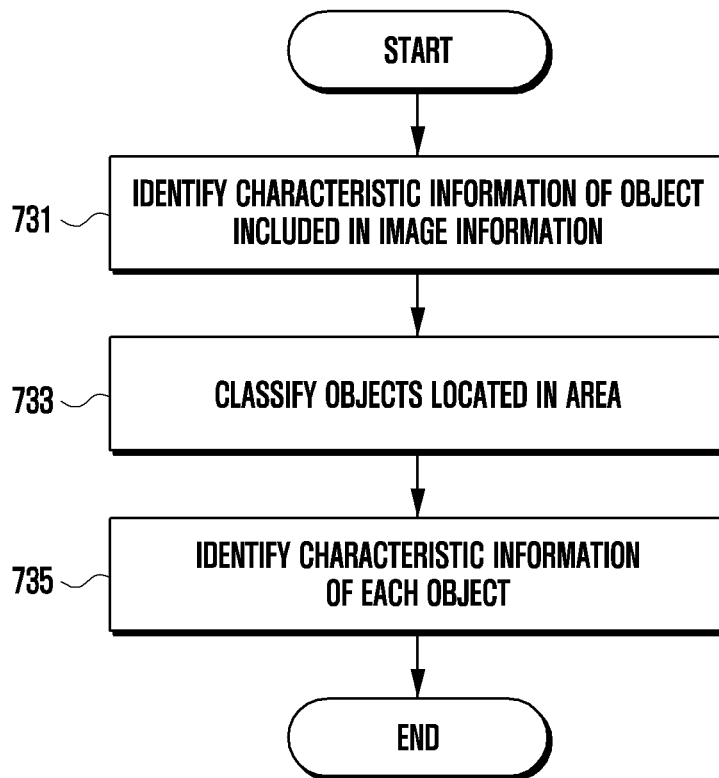 START
731
IDENTIFY CHARACTERISTIC INFORMATION OF OBJECT
INCLUDED IN IMAGE INFORMATION
733
CLASSIFY OBJECTS LOCATED IN AREA
735
IDENTIFY CHARACTERISTIC INFORMATION
OF EACH OBJECT
END